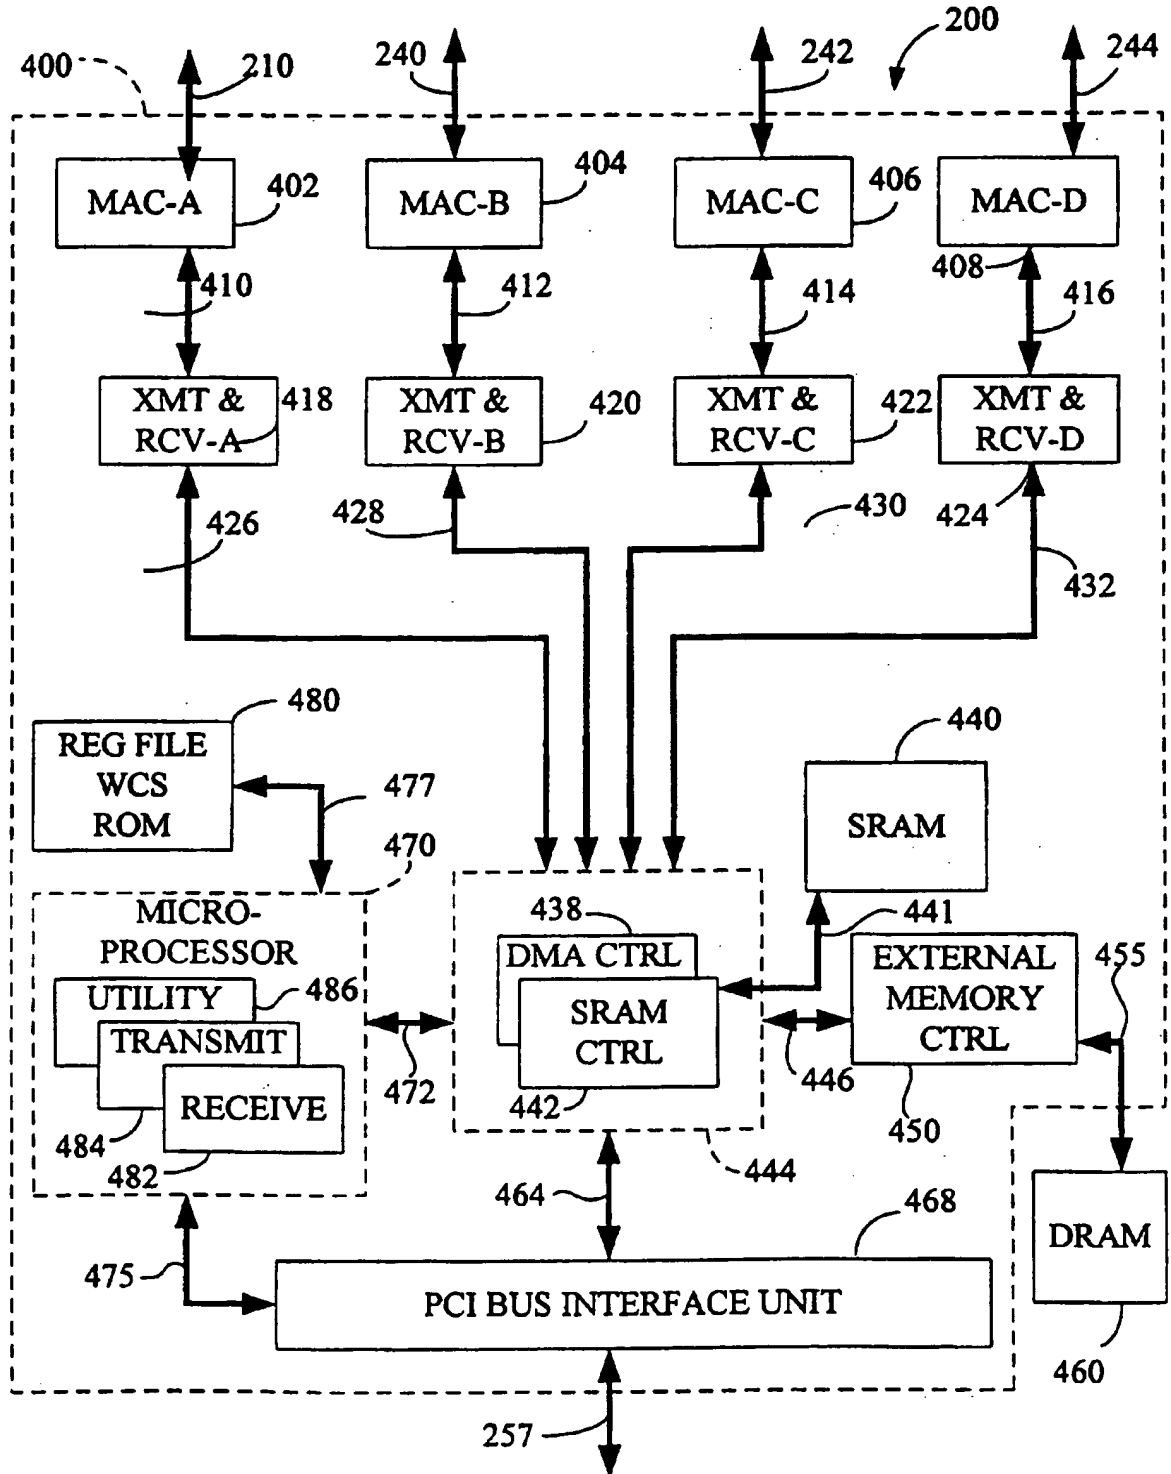 200
400
210
240
242
244
MAC-A
402
MAC-B
404
MAC-C
406
MAC-D
408
410
412
414
416
XMT &
RCV-A
418
XMT &
RCV-B
420
XMT &
RCV-C
422
XMT &
RCV-D
424
426
428
430
432
480
REG FILE
WCS
ROM
477
470
440
SRAM
441
MICRO-
PROCESSOR
UTILITY
486
TRANSMIT
RECEIVE
484
482
472
438
DMA CTRL
SRAM
CTRL
442
444
446
EXTERNAL
MEMORY
CTRL
450
455
DRAM
460
464
468
475
PCI BUS INTERFACE UNIT
257